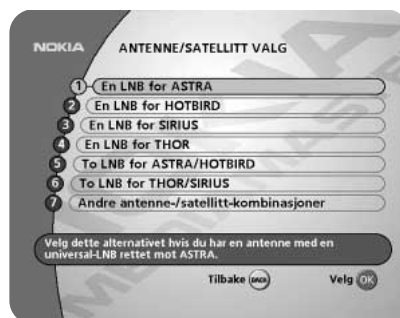 NOKIA
ANTENNE/SATELLITT VALG
1 En LNB for ASTRA
2 En LNB for HOTBIRD
3 En LNB for SIRIUS
4 En LNB for THOR
5 To LNB for ASTRA/HOTBIRD
6 To LNB for THOR/SIRIUS
7 Andre antenne-/satellitt-kombinasjoner
Velg dette alternativet hvis du har en antenne med en
universal-LNB rettet mot ASTRA.
Tilbake BACK Velg OK
NOKIA
MEDIAMASTER